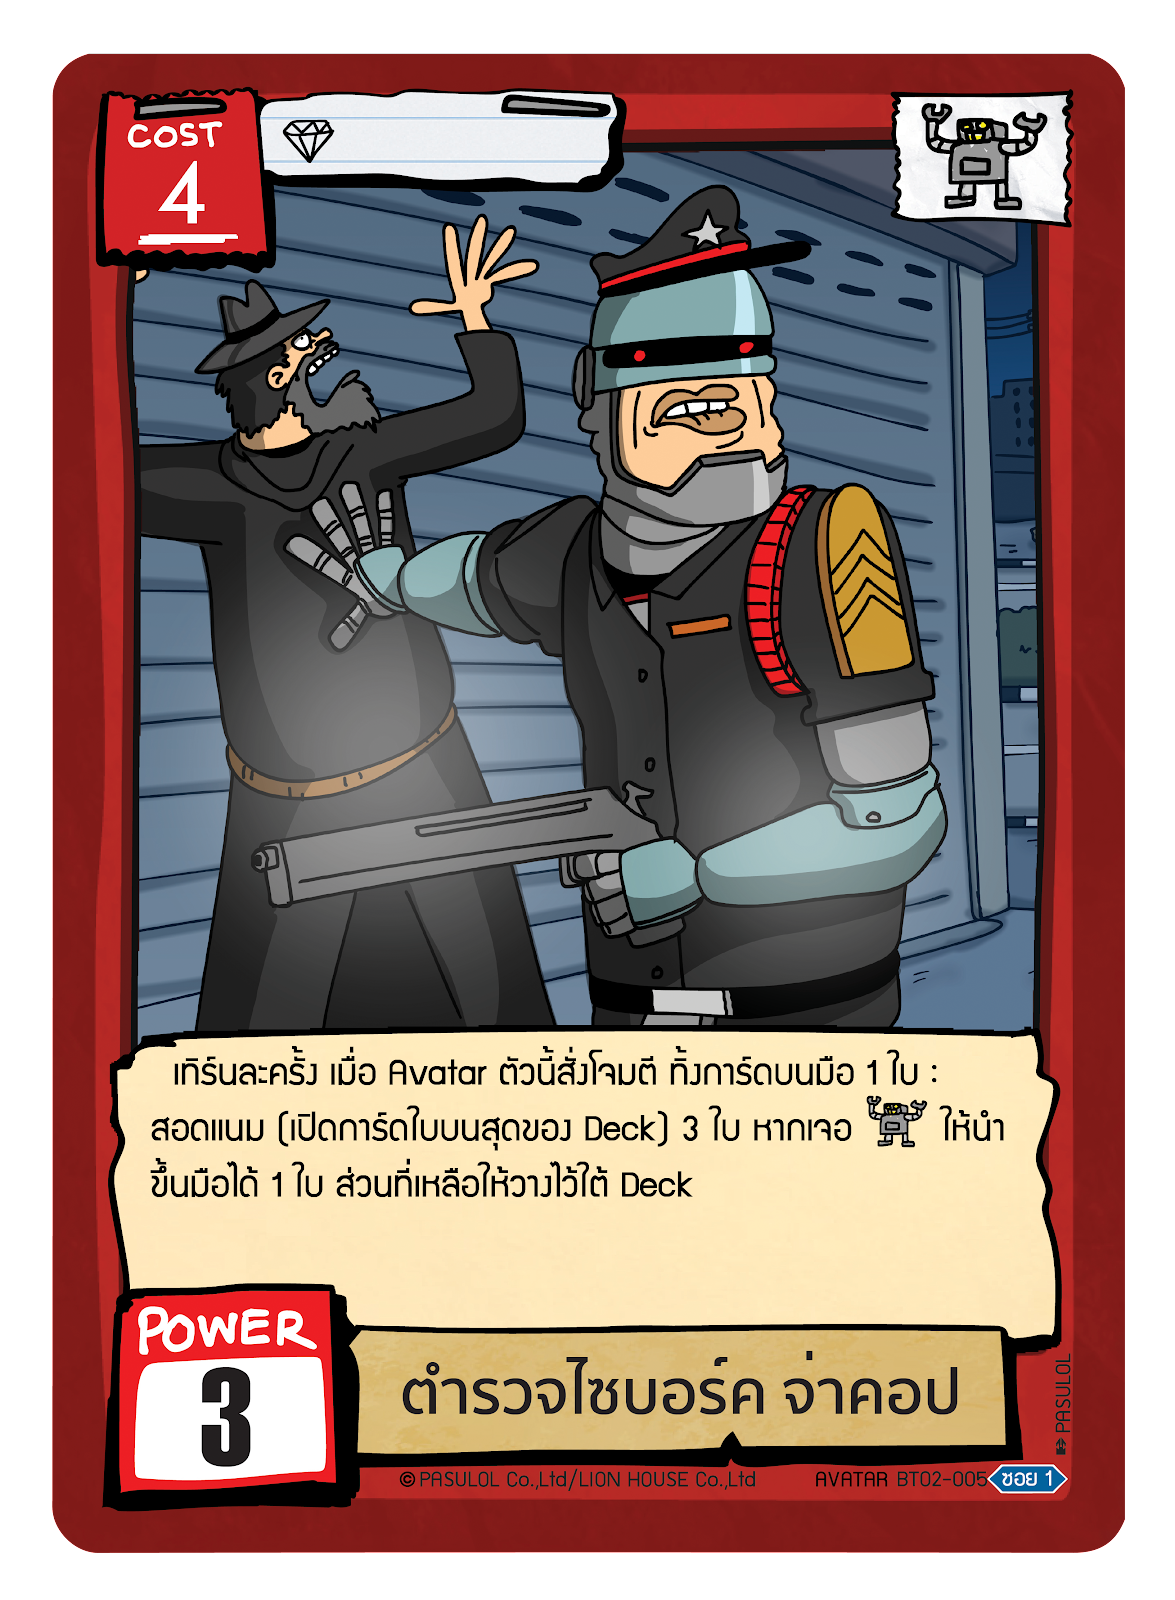 COST
4
เทิร์นละครั้ง เมื่อ Avatar ตัวนี้สั่งโจมตี ทิ้งการ์ดบนมือ 1 ใบ :
สอดแนม (เปิดการ์ดใบบนสุดของ Deck) 3 ใบ หากเจอ ให้นำ
ขึ้นมือได้ 1 ใบ ส่วนที่เหลือให้วางไว้ใต้ Deck
POWER
3
ตำรวจไซบอร์ค จ่าคอป
PASULOL
© PASULOL Co.,Ltd/LION HOUSE Co.,Ltd
AVATAR BT02-005 ซอย 1